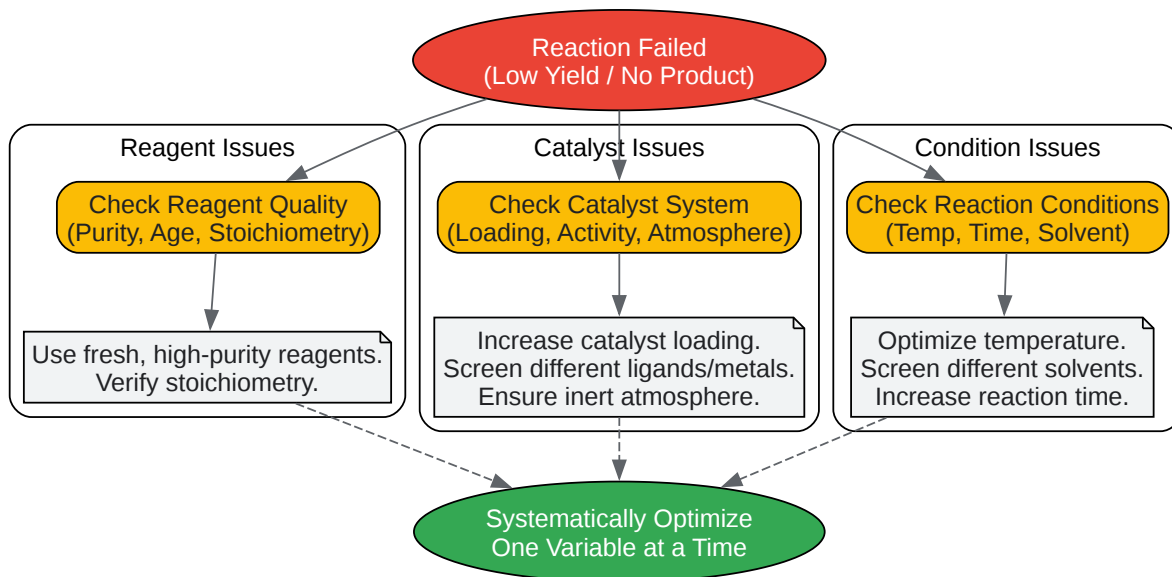 Reaction Failed
(Low Yield / No Product)
Reagent Issues
Check Reagent Quality
(Purity, Age, Stoichiometry)
Use fresh, high-purity reagents.
Verify stoichiometry.
Catalyst Issues
Check Catalyst System
(Loading, Activity, Atmosphere)
Increase catalyst loading.
Screen different ligands/metals.
Ensure inert atmosphere.
Condition Issues
Check Reaction Conditions
(Temp, Time, Solvent)
Optimize temperature.
Screen different solvents.
Increase reaction time.
Systematically Optimize
One Variable at a Time